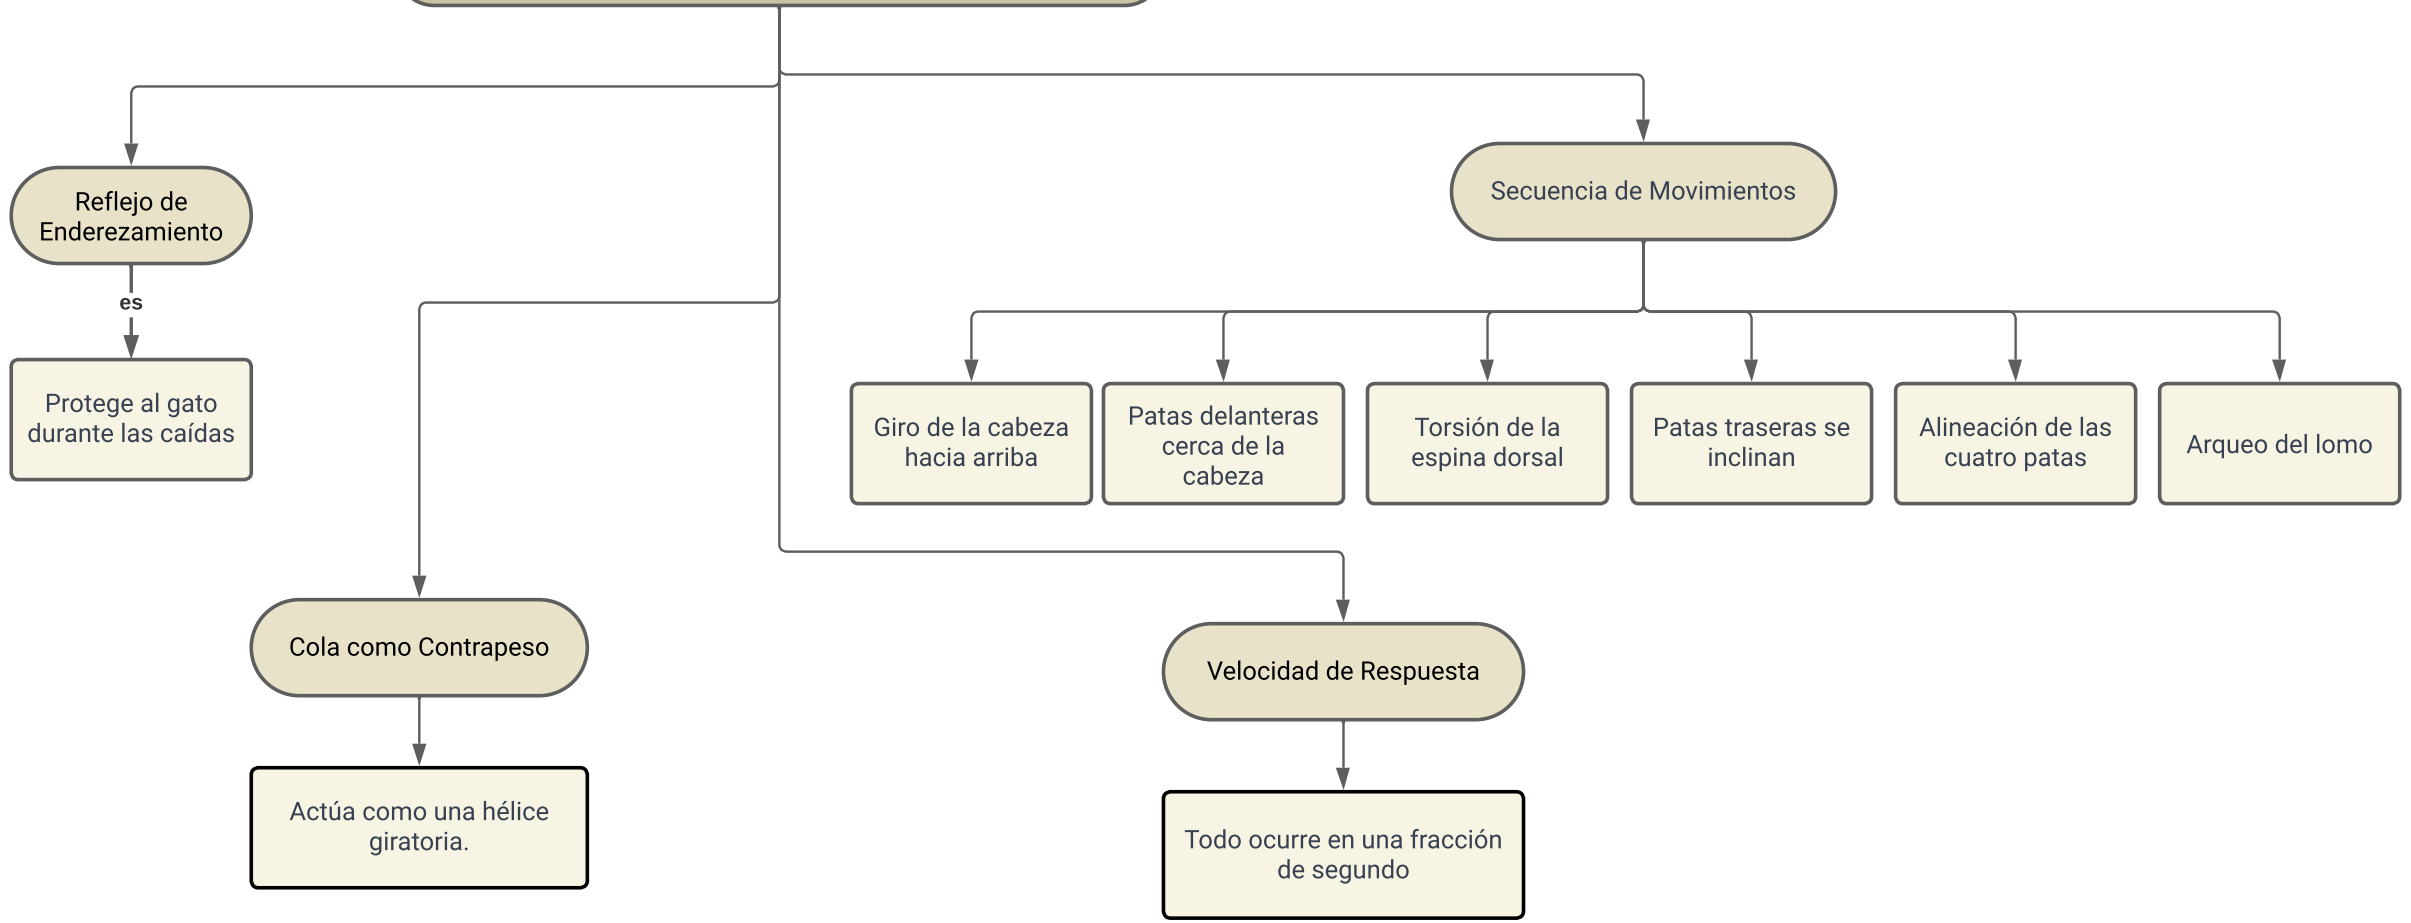 Reflejo de
Enderezamiento
es
Protege al gato
durante las caídas
Secuencia de Movimientos
Giro de la cabeza
hacia arriba
Patas delanteras
cerca de la
cabeza
Torsión de la
espina dorsal
Patas traseras se
inclinan
Alineación de las
cuatro patas
Arqueo del lomo
Cola como Contrapeso
Actúa como una hélice
giratoria.
Velocidad de Respuesta
Todo ocurre en una fracción
de segundo